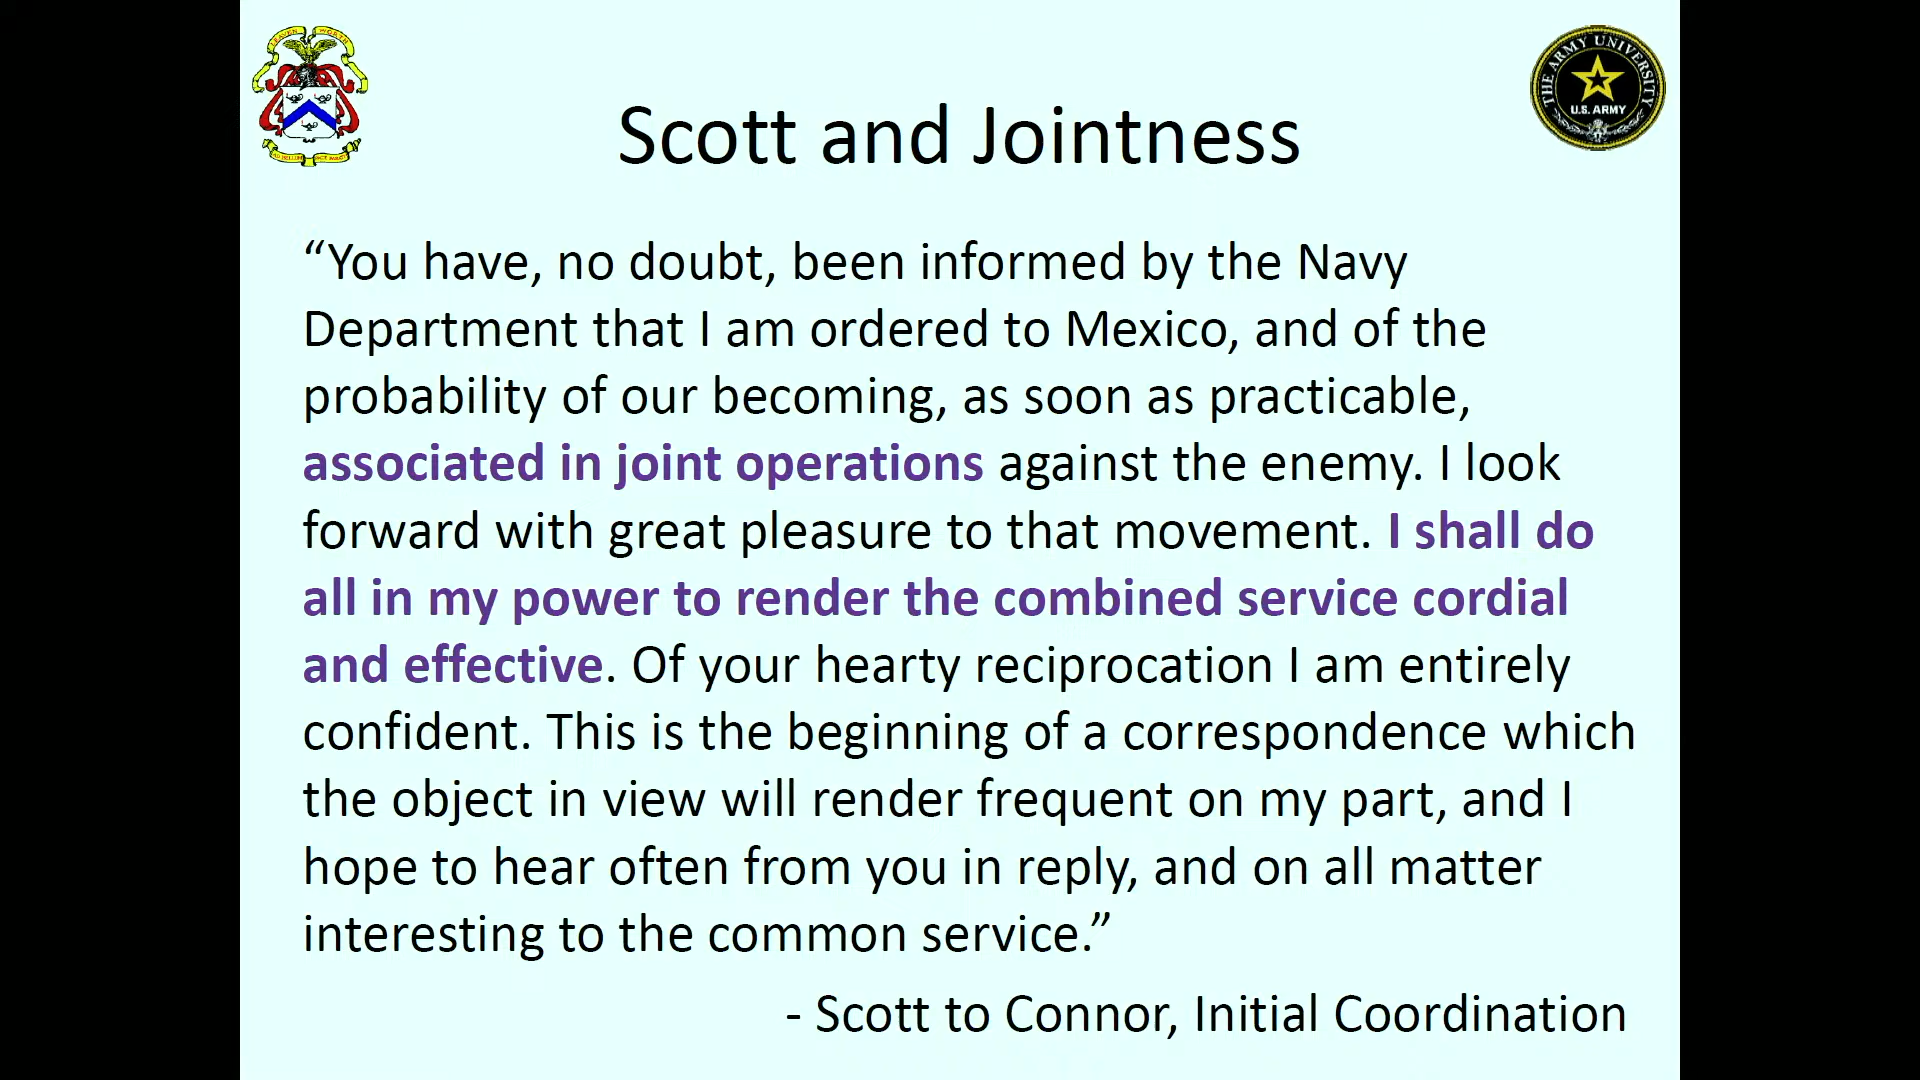 LEAVEN WORTH
THE ARMY UNIVERSITY
U.S. ARMY
Scott and Jointness
“You have, no doubt, been informed by the Navy
Department that I am ordered to Mexico, and of the
probability of our becoming, as soon as practicable,
associated in joint operations against the enemy. I look
forward with great pleasure to that movement. I shall do
all in my power to render the combined service cordial
and effective. Of your hearty reciprocation I am entirely
confident. This is the beginning of a correspondence which
the object in view will render frequent on my part, and I
hope to hear often from you in reply, and on all matter
interesting to the common service.”
- Scott to Connor, Initial Coordination